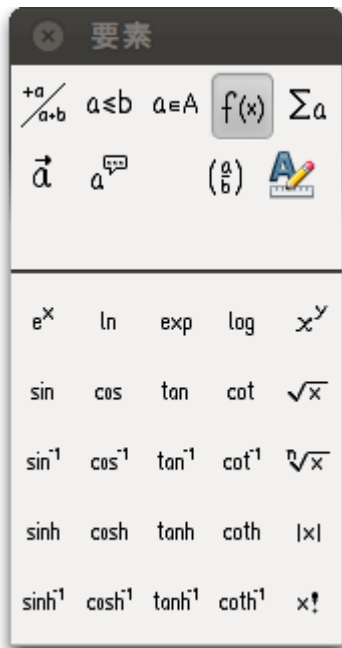 要素
+a/a+b a≤b a∈A f(x) Σa
a⃗ a (a/b) A
eˣ ln exp log xʸ
sin cos tan cot √x
sin⁻¹ cos⁻¹ tan⁻¹ cot⁻¹ ⁿ√x
sinh cosh tanh coth |x|
sinh⁻¹ cosh⁻¹ tanh⁻¹ coth⁻¹ x!